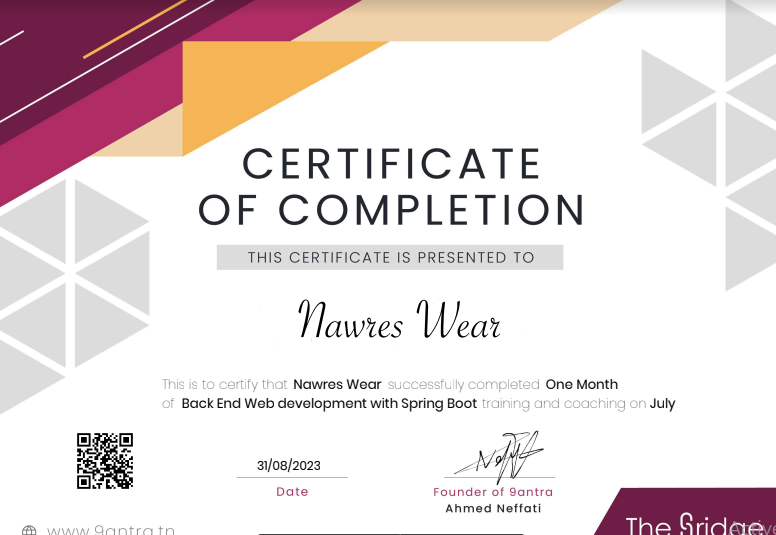 CERTIFICATE
OF COMPLETION
THIS CERTIFICATE IS PRESENTED TO
Nawres Wear
This is to certify that Nawres Wear successfully completed One Month
of Back End Web development with Spring Boot training and coaching on July
31/08/2023
Date
Founder of 9antra
Ahmed Neffati
www.9antra.tn
The